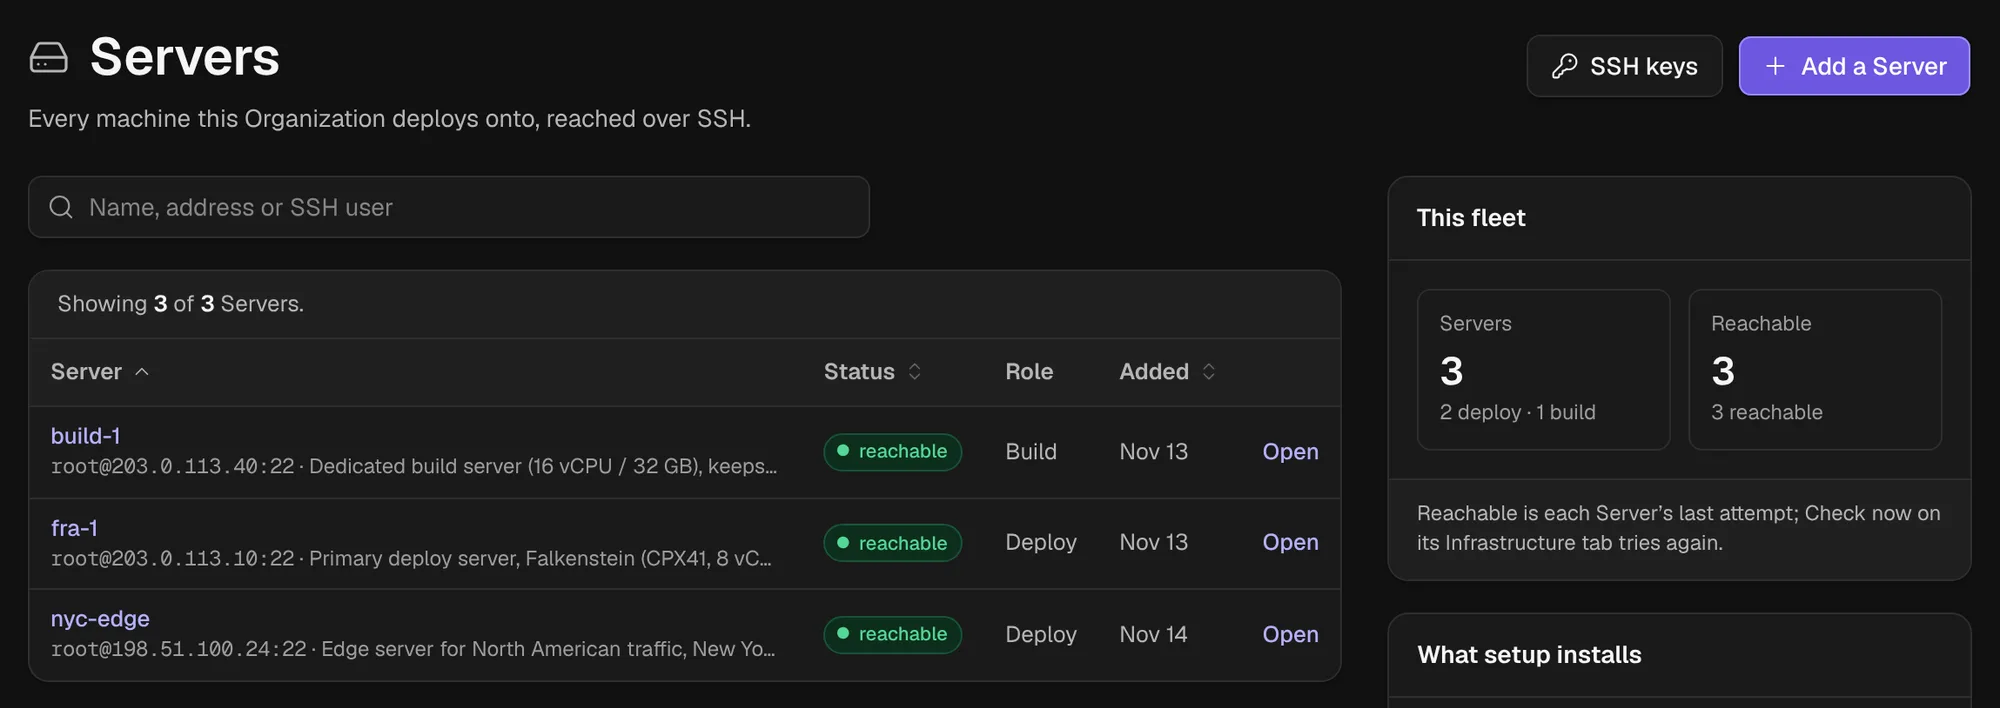 Servers
SSH keys
Add a Server
Every machine this Organization deploys onto, reached over SSH.
Name, address or SSH user
Showing 3 of 3 Servers.
Server
Status
Role
Added
build-1
root@203.0.113.40:22 · Dedicated build server (16 vCPU / 32 GB), keeps...
reachable
Build
Nov 13
Open
fra-1
root@203.0.113.10:22 · Primary deploy server, Falkenstein (CPX41, 8 vC...
reachable
Deploy
Nov 13
Open
nyc-edge
root@198.51.100.24:22 · Edge server for North American traffic, New Yo...
reachable
Deploy
Nov 14
Open
This fleet
Servers
3
2 deploy · 1 build
Reachable
3
3 reachable
Reachable is each Server’s last attempt; Check now on
its Infrastructure tab tries again.
What setup installs